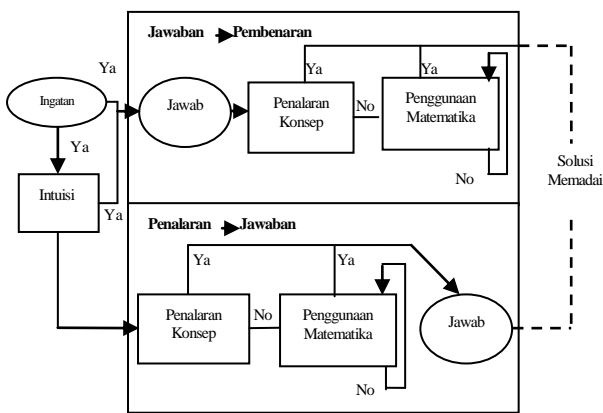 Jawaban Pembenaran
Ya
Ya
Ya
Ingatan
Jawab
Penalaran
Konsep
No
Penggunaan
Matematika
No
Ya
Intuisi
Ya
Solusi
Memadai
Penalaran Jawaban
Ya
Ya
Penalaran
Konsep
No
Penggunaan
Matematika
Jawab
No